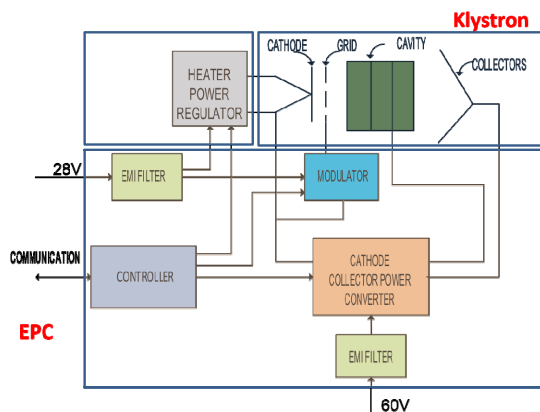 Klystron
CATHODE
GRID
CAVITY
COLLECTORS
HEATER
POWER
REGULATOR
28V
EMI FILTER
MODULATOR
COMMUNICATION
CONTROLLER
CATHODE
COLLECTOR POWER
CONVERTER
EPC
EMI FILTER
60V